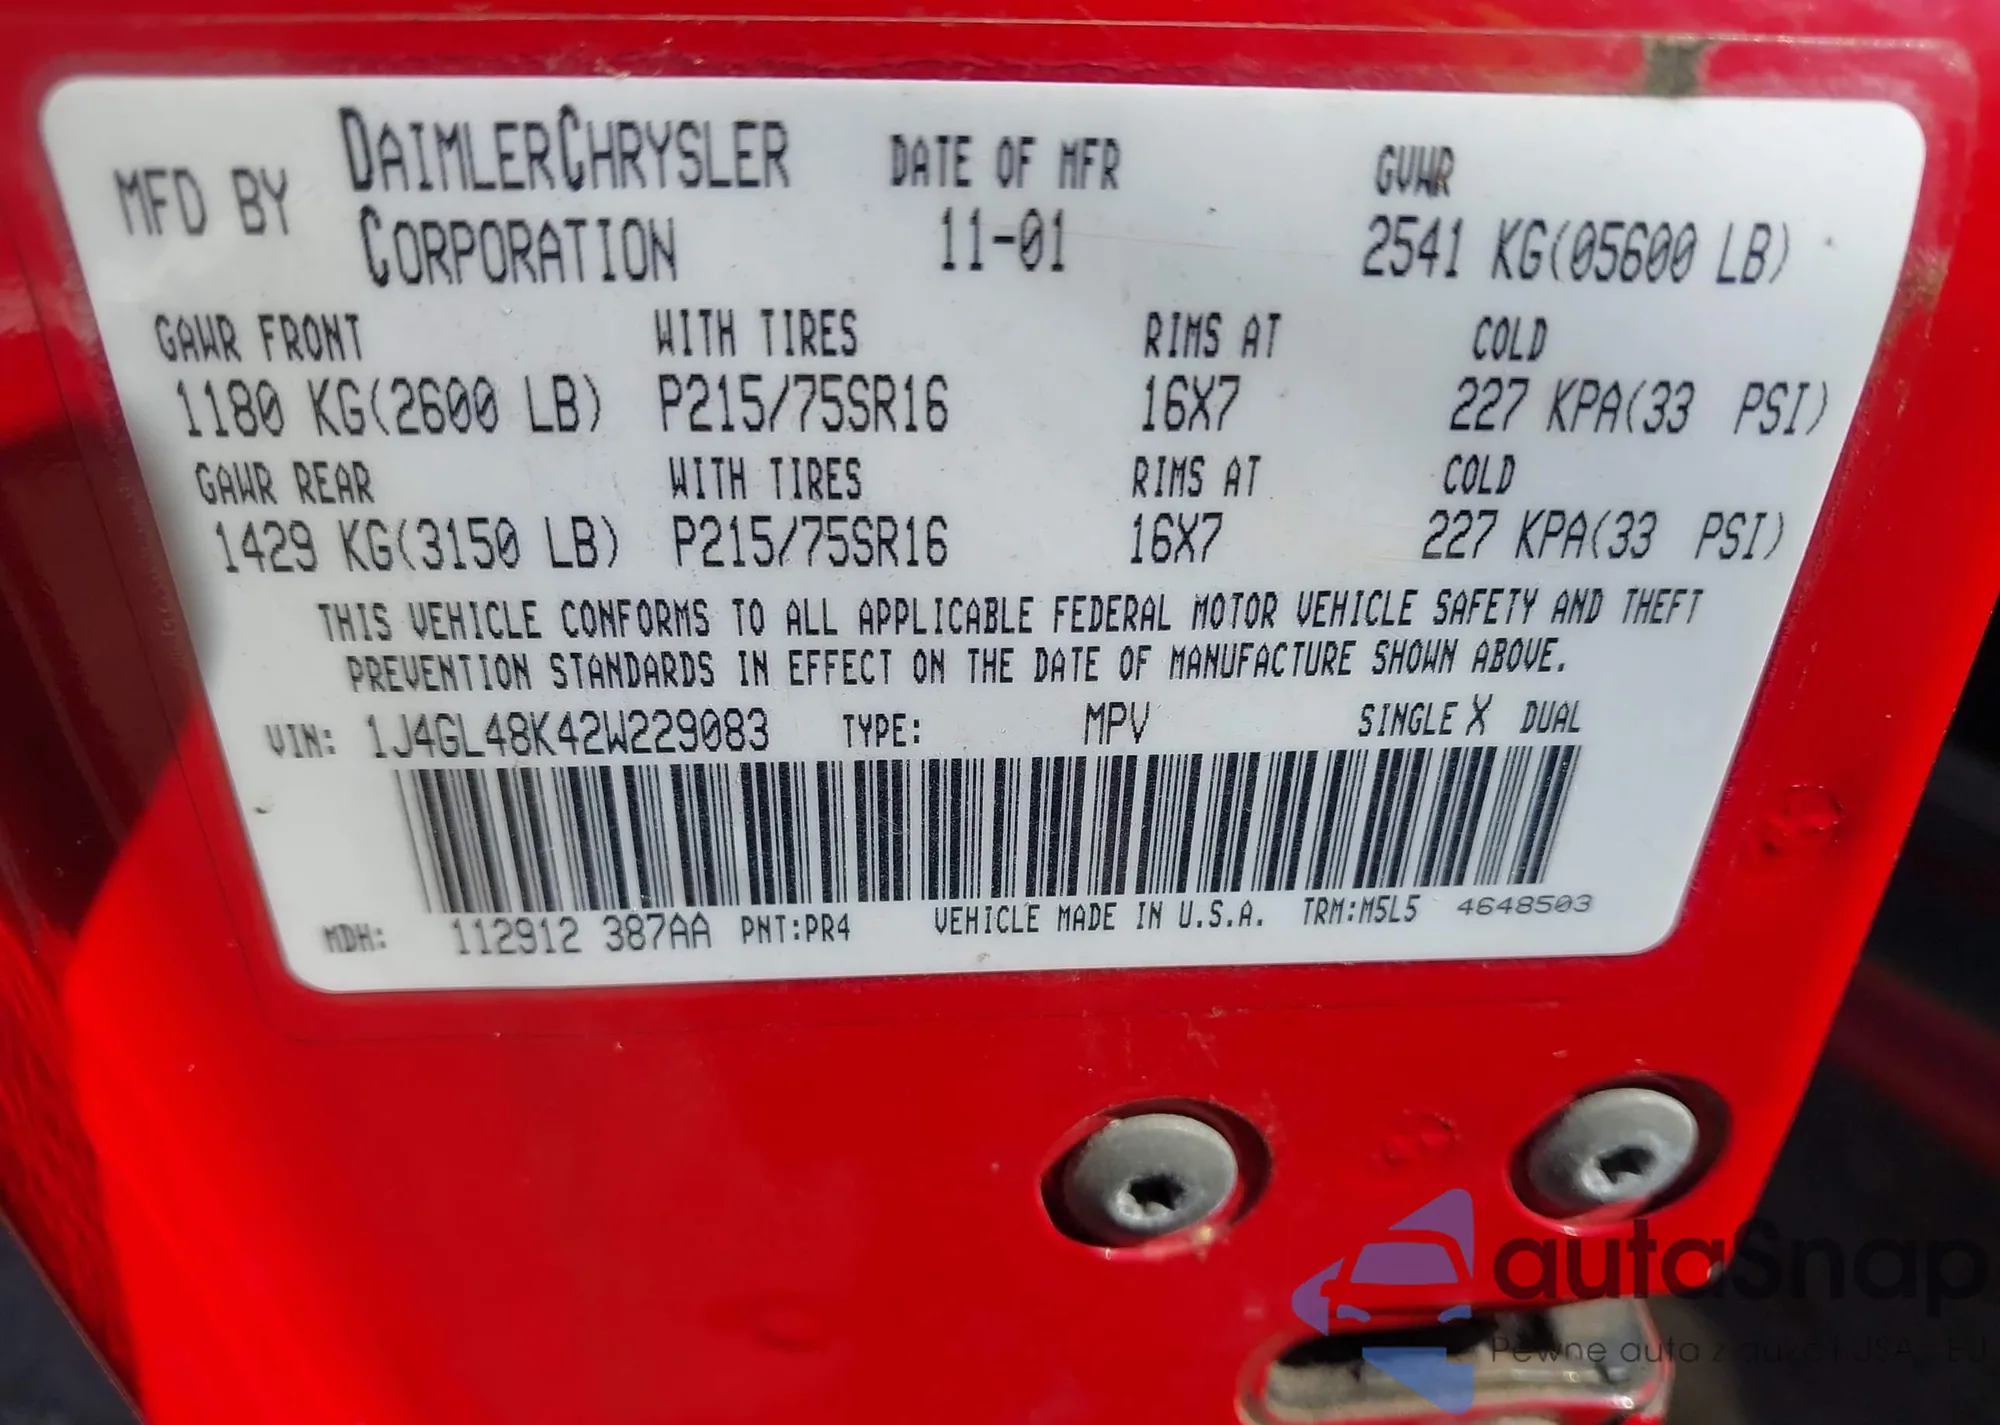 MFD BY DAIMLERCHRYSLER CORPORATION DATE OF MFR 11-01 GVWR 2541 KG(05600 LB)
GAWR FRONT WITH TIRES RIMS AT COLD
1180 KG(2600 LB) P215/75SR16 16X7 227 KPA(33 PSI)
GAWR REAR WITH TIRES RIMS AT COLD
1429 KG(3150 LB) P215/75SR16 16X7 227 KPA(33 PSI)
THIS VEHICLE CONFORMS TO ALL APPLICABLE FEDERAL MOTOR VEHICLE SAFETY AND THEFT
PREVENTION STANDARDS IN EFFECT ON THE DATE OF MANUFACTURE SHOWN ABOVE.
VIN: 1J4GL48K42W229083 TYPE: MPV SINGLE X DUAL
MDH: 112912 387AA PNT:PR4 VEHICLE MADE IN U.S.A. TRM:M5L5 4648503
autaSnap
Pewne auta z